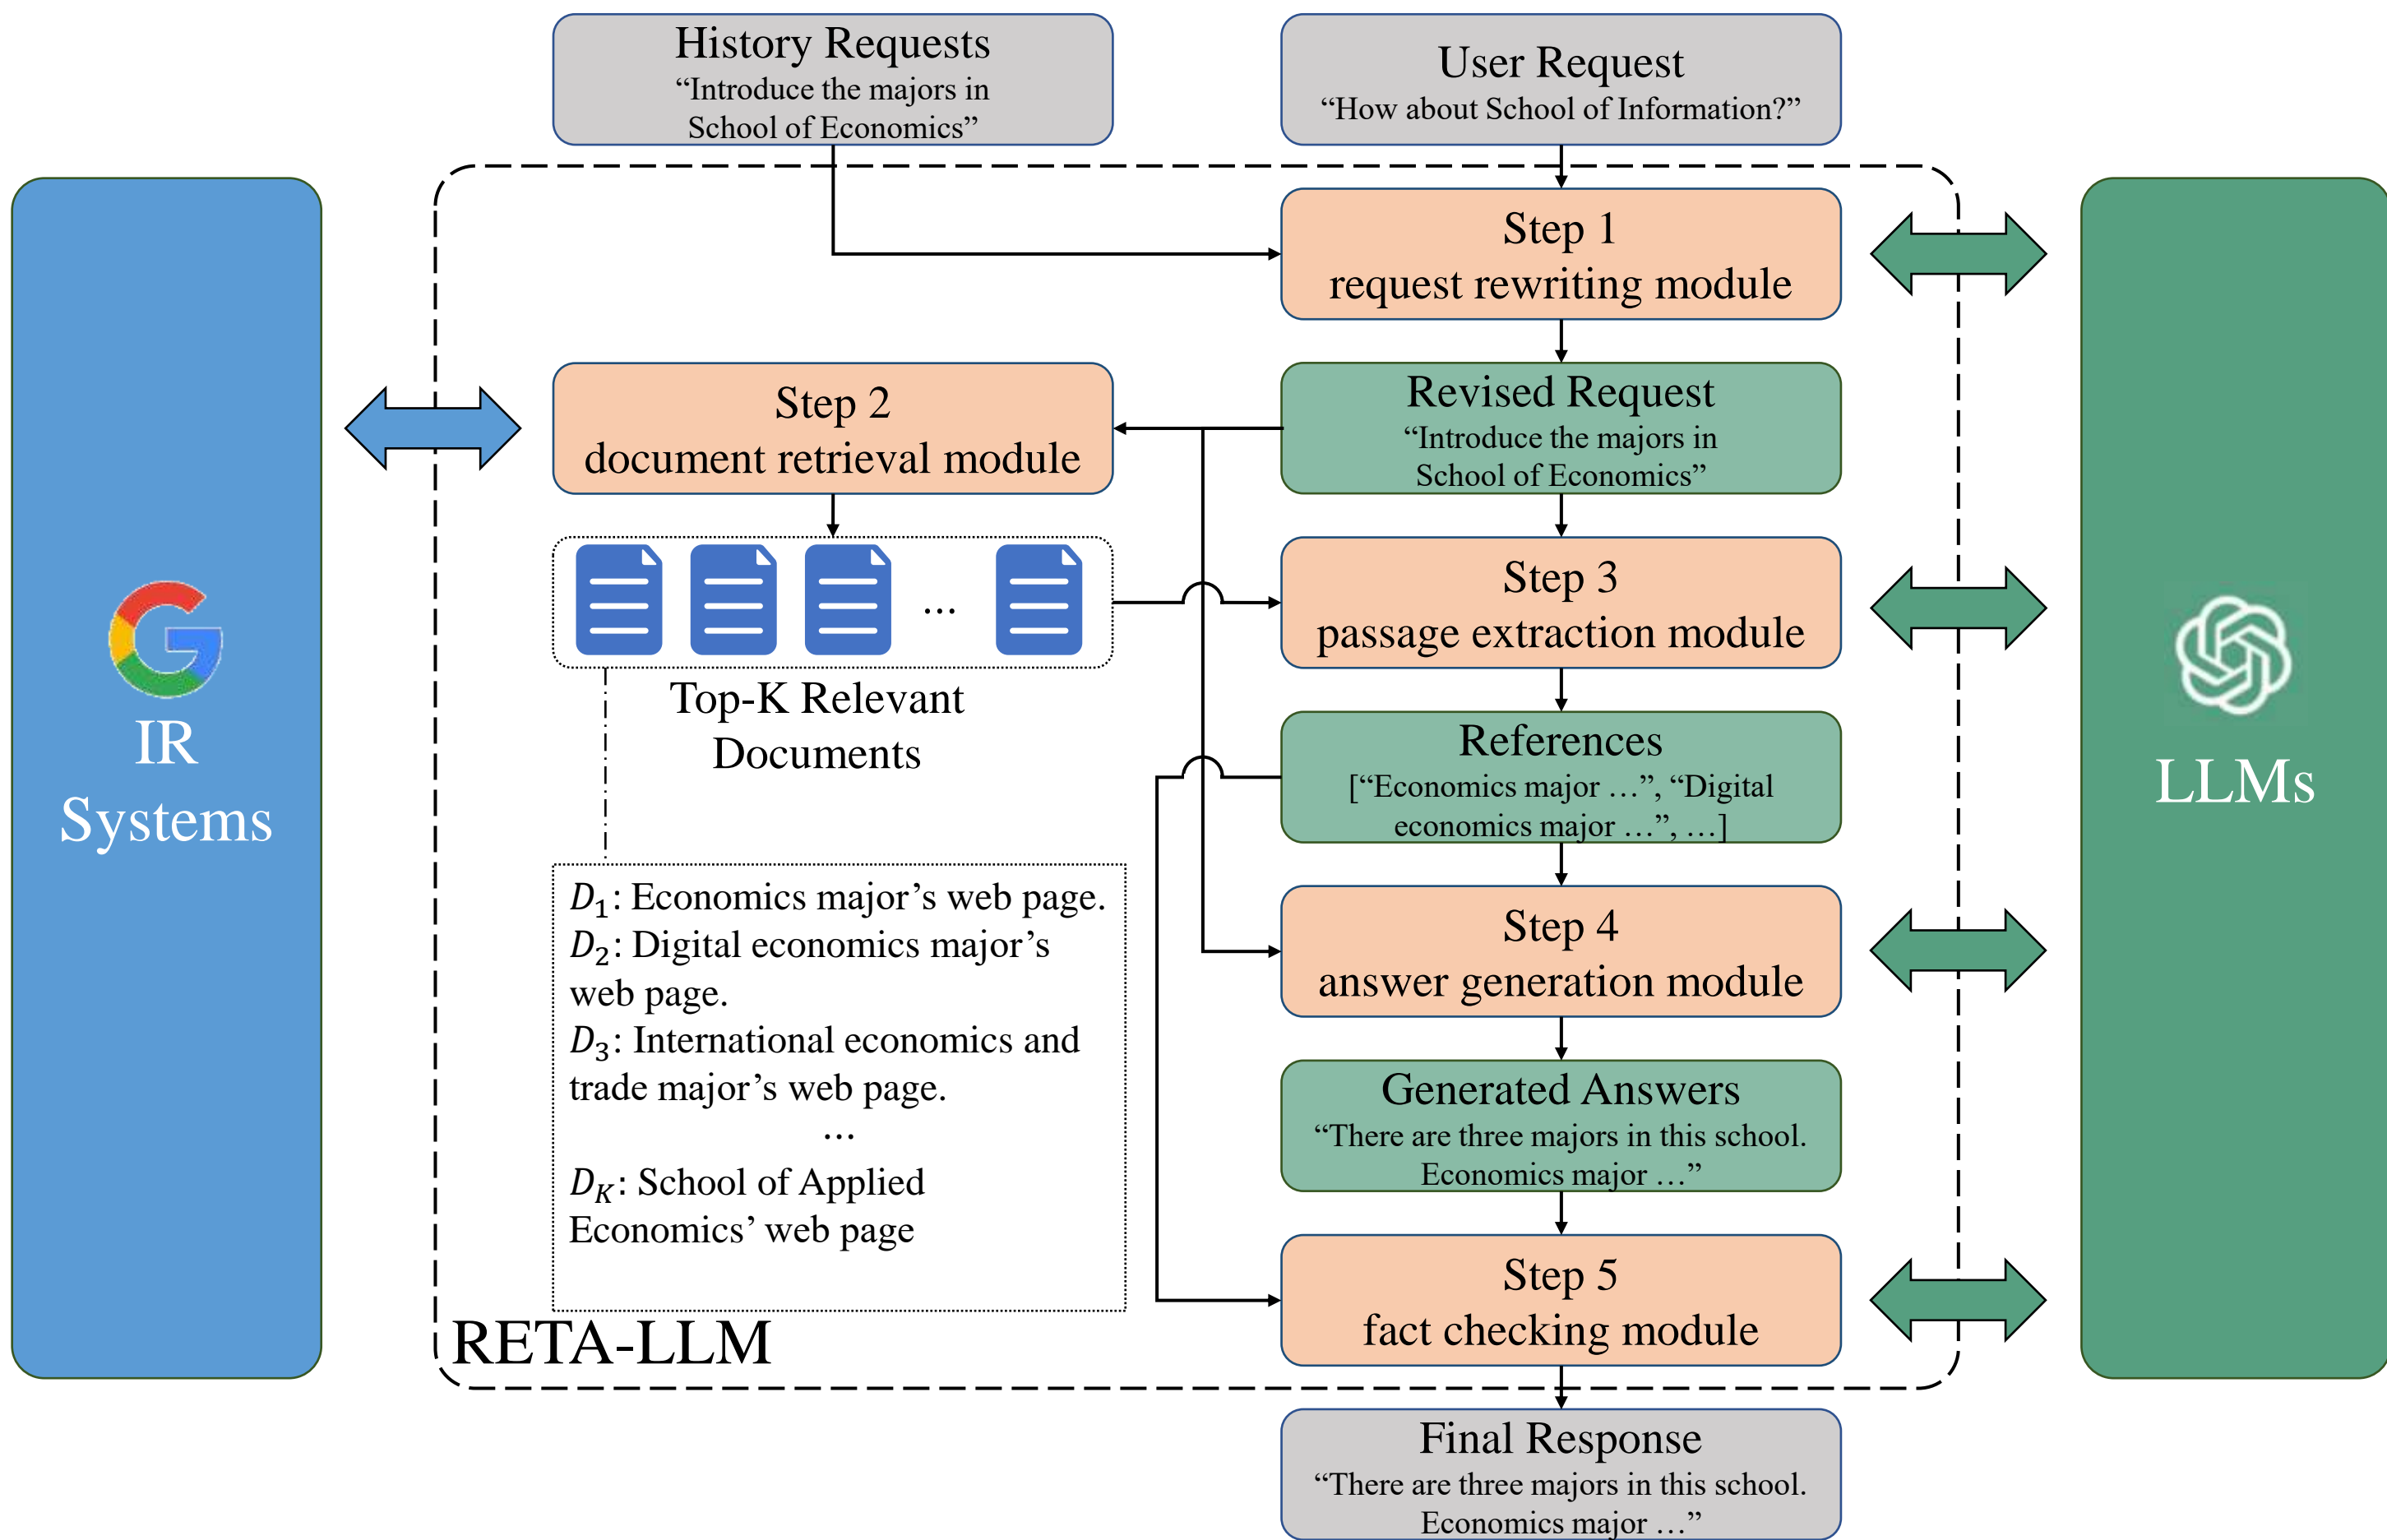 History Requests
“Introduce the majors in
School of Economics”
User Request
“How about School of Information?”
Step 1
request rewriting module
Step 2
document retrieval module
Revised Request
“Introduce the majors in
School of Economics”
...
Top-K Relevant
Documents
Step 3
passage extraction module
IR
Systems
LLMs
References
[“Economics major …”, “Digital
economics major …”, …]
D₁: Economics major’s web page.
D₂: Digital economics major’s
web page.
D₃: International economics and
trade major’s web page.
…
D_K: School of Applied
Economics’ web page
Step 4
answer generation module
Generated Answers
“There are three majors in this school.
Economics major …”
Step 5
fact checking module
RETA-LLM
Final Response
“There are three majors in this school.
Economics major …”